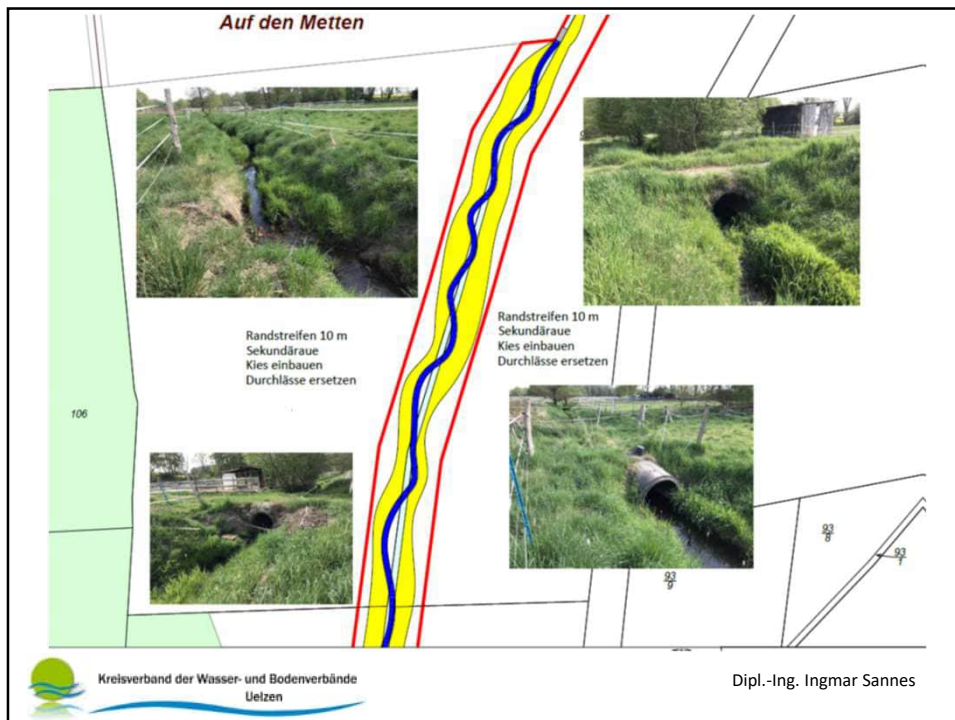 Auf den Metten
Randstreifen 10 m
Sekundäraue
Kies einbauen
Durchlässe ersetzen
Randstreifen 10 m
Sekundäraue
Kies einbauen
Durchlässe ersetzen
106
93
8
93
1
93
9
Kreisverband der Wasser- und Bodenverbände
Uelzen
Dipl.-Ing. Ingmar Sannes